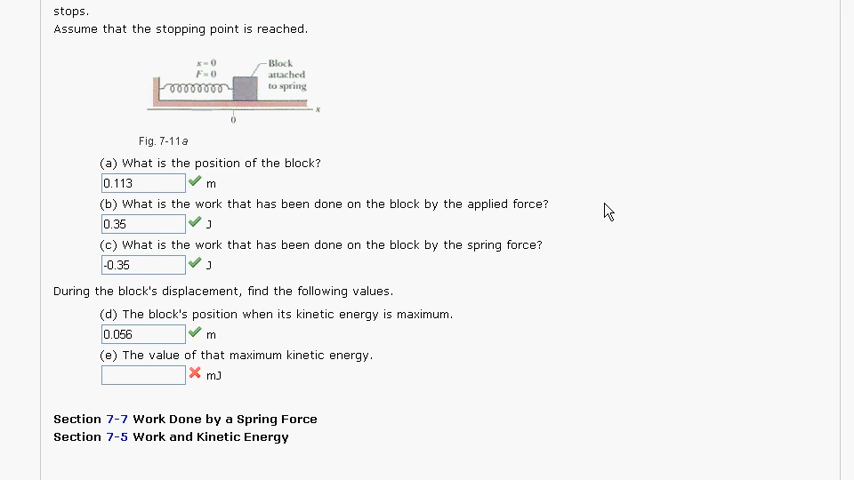 stops.
Assume that the stopping point is reached.
x=0
F=0
Block
attached
to spring
x
0
Fig. 7-11a
(a) What is the position of the block?
0.113 m
(b) What is the work that has been done on the block by the applied force?
0.35 J
(c) What is the work that has been done on the block by the spring force?
-0.35 J
During the block's displacement, find the following values.
(d) The block's position when its kinetic energy is maximum.
0.056 m
(e) The value of that maximum kinetic energy.
mJ
Section 7-7 Work Done by a Spring Force
Section 7-5 Work and Kinetic Energy